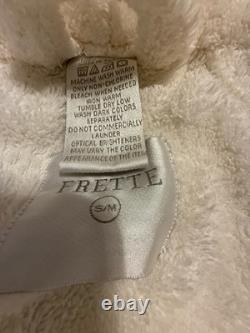 MACHINE WASH WARM
ONLY NON-CHLORINE
BLEACH WHEN NEEDED
IRON WARM
TUMBLE DRY LOW
WASH DARK COLORS
SEPARATELY
DO NOT COMMERCIALLY
LAUNDER
OPTICAL BRIGHTENERS
MAY VARY THE COLOR
APPEARANCE OF THE ITEM
FRETTE
S/M